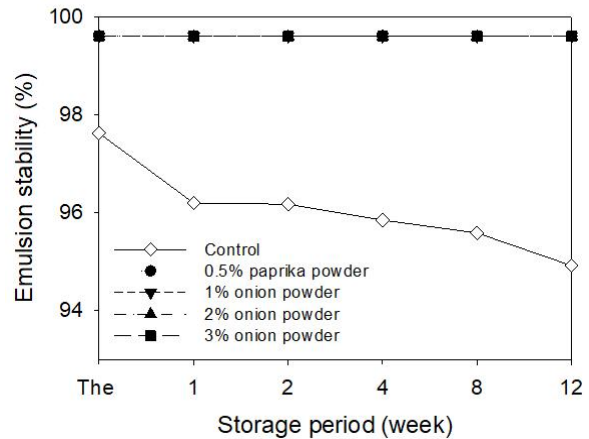 100
98
96
94
Emulsion stability (%)
Control
0.5% paprika powder
1% onion powder
2% onion powder
3% onion powder
The 1 2 4 8 12
Storage period (week)